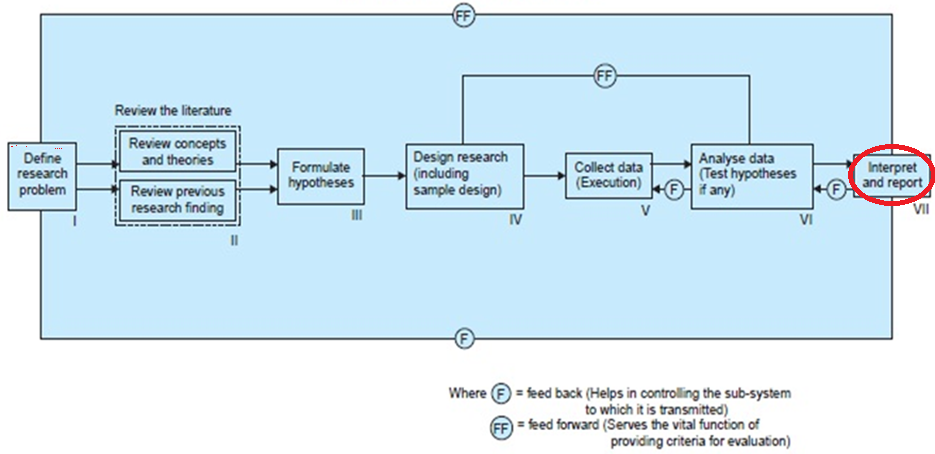 FF
FF
Review the literature
Define
research
problem
I
Review concepts
and theories
Review previous
research finding
II
Formulate
hypotheses
III
Design research
(including
sample design)
IV
Collect data
(Execution)
V
F
Analyse data
(Test hypotheses
if any)
VI
F
Interpret
and report
VII
F
Where F = feed back (Helps in controlling the sub-system
to which it is transmitted)
FF = feed forward (Serves the vital function of
providing criteria for evaluation)